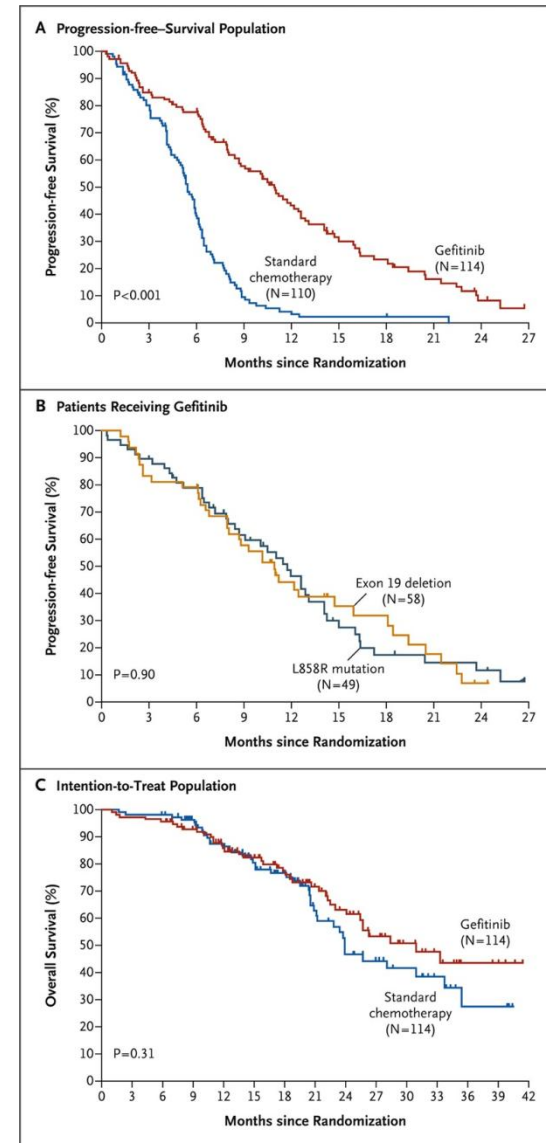 A Progression-free–Survival Population
100
90
80
70
60
50
40
30
20
10
0
Progression-free Survival (%)
P<0.001
Standard
chemotherapy
(N=110)
Gefitinib
(N=114)
0 3 6 9 12 15 18 21 24 27
Months since Randomization
B Patients Receiving Gefitinib
100
90
80
70
60
50
40
30
20
10
0
Progression-free Survival (%)
P=0.90
Exon 19 deletion
(N=58)
L858R mutation
(N=49)
0 3 6 9 12 15 18 21 24 27
Months since Randomization
C Intention-to-Treat Population
100
90
80
70
60
50
40
30
20
10
0
Overall Survival (%)
P=0.31
Gefitinib
(N=114)
Standard
chemotherapy
(N=114)
0 3 6 9 12 15 18 21 24 27 30 33 36 39 42
Months since Randomization